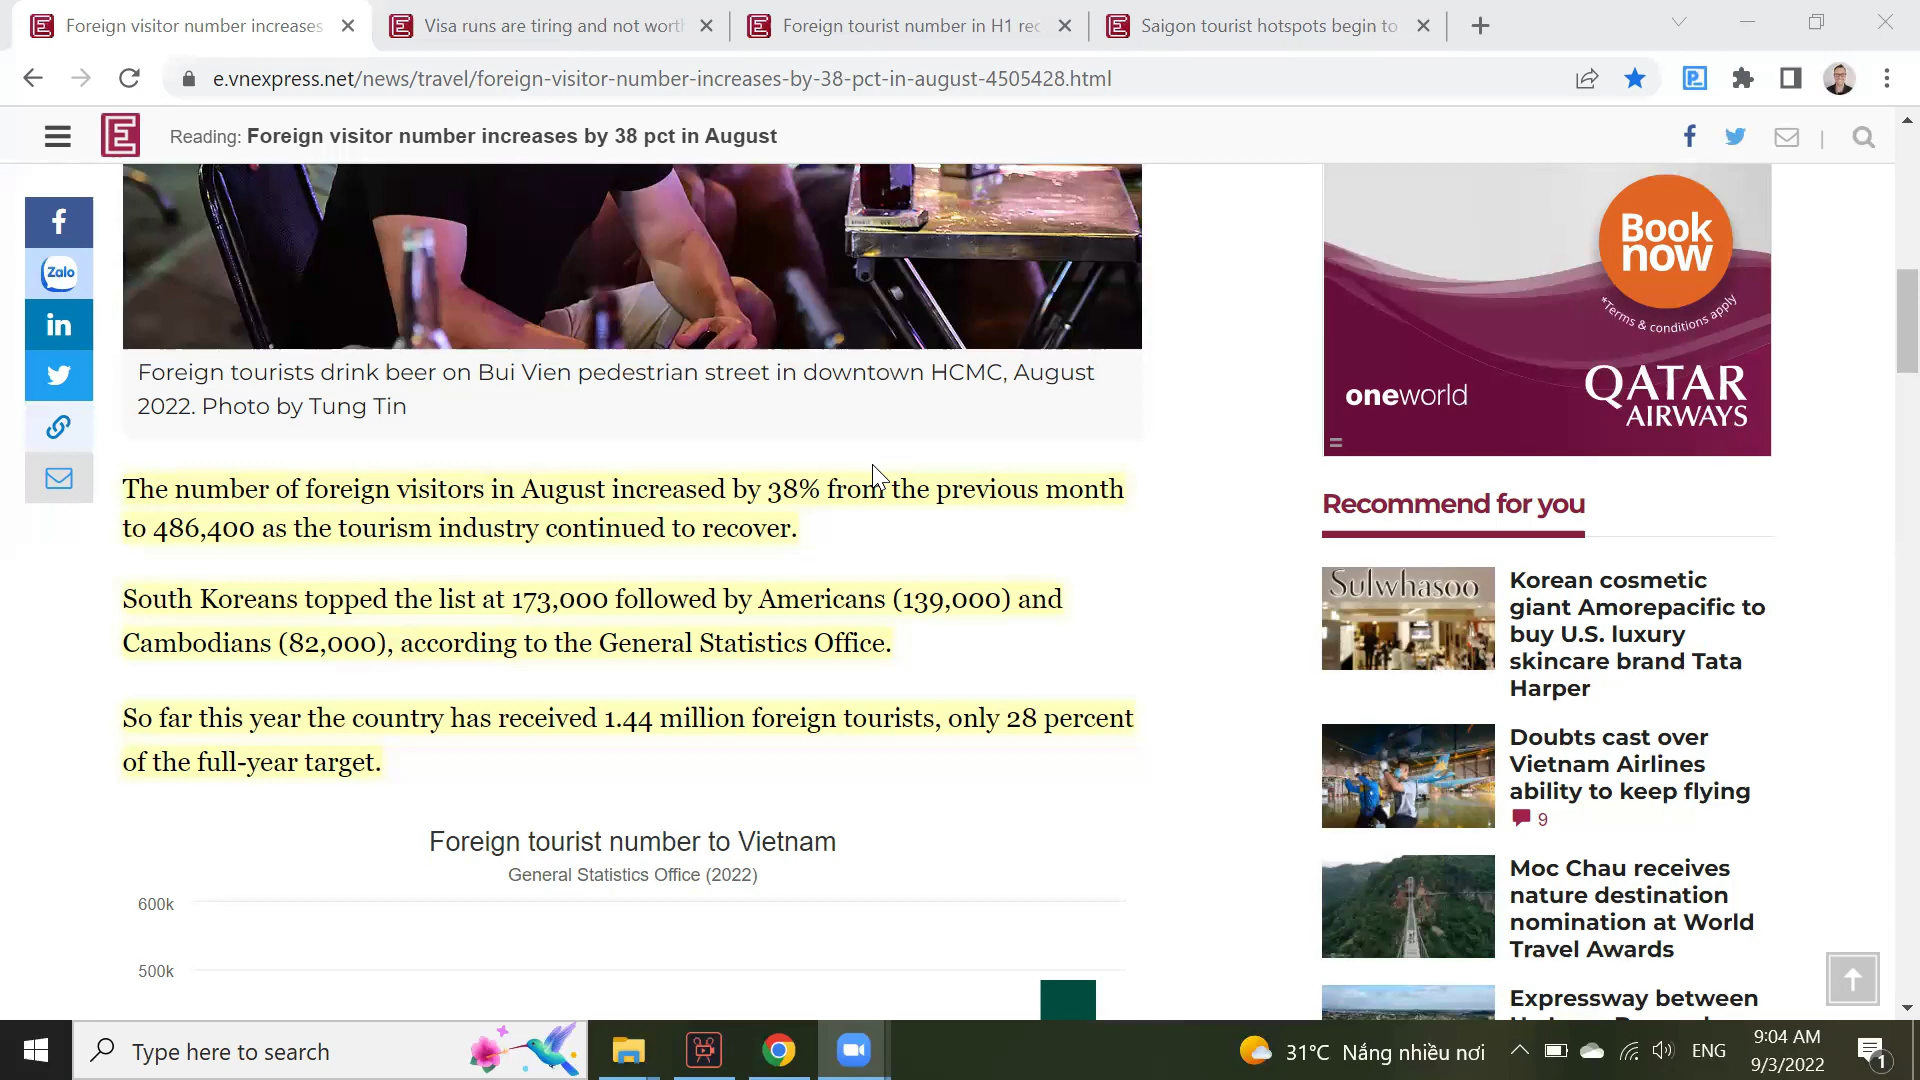 Foreign visitor number increases
Visa runs are tiring and not wort
Foreign tourist number in H1 rec
Saigon tourist hotspots begin to
e.vnexpress.net/news/travel/foreign-visitor-number-increases-by-38-pct-in-august-4505428.html
E
Reading: Foreign visitor number increases by 38 pct in August
f
Zalo
in
Foreign tourists drink beer on Bui Vien pedestrian street in downtown HCMC, August
2022. Photo by Tung Tin
The number of foreign visitors in August increased by 38% from the previous month
to 486,400 as the tourism industry continued to recover.
South Koreans topped the list at 173,000 followed by Americans (139,000) and
Cambodians (82,000), according to the General Statistics Office.
So far this year the country has received 1.44 million foreign tourists, only 28 percent
of the full-year target.
Foreign tourist number to Vietnam
General Statistics Office (2022)
600k
500k
Book
now
*Terms & conditions apply
oneworld
QATAR
AIRWAYS
Recommend for you
Sulwhasoo
Korean cosmetic
giant Amorepacific to
buy U.S. luxury
skincare brand Tata
Harper
Doubts cast over
Vietnam Airlines
ability to keep flying
9
Moc Chau receives
nature destination
nomination at World
Travel Awards
Expressway between
Type here to search
31°C Nắng nhiều nơi
ENG
9:04 AM
9/3/2022
1